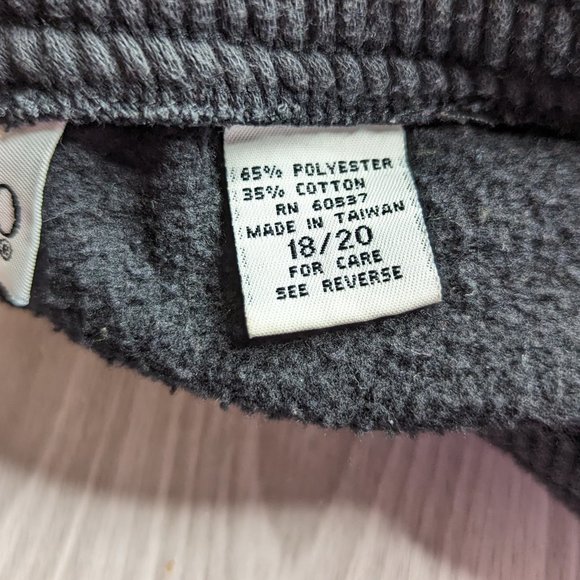 65% POLYESTER
35% COTTON
RN 60537
MADE IN TAIWAN
18/20
FOR CARE
SEE REVERSE
®